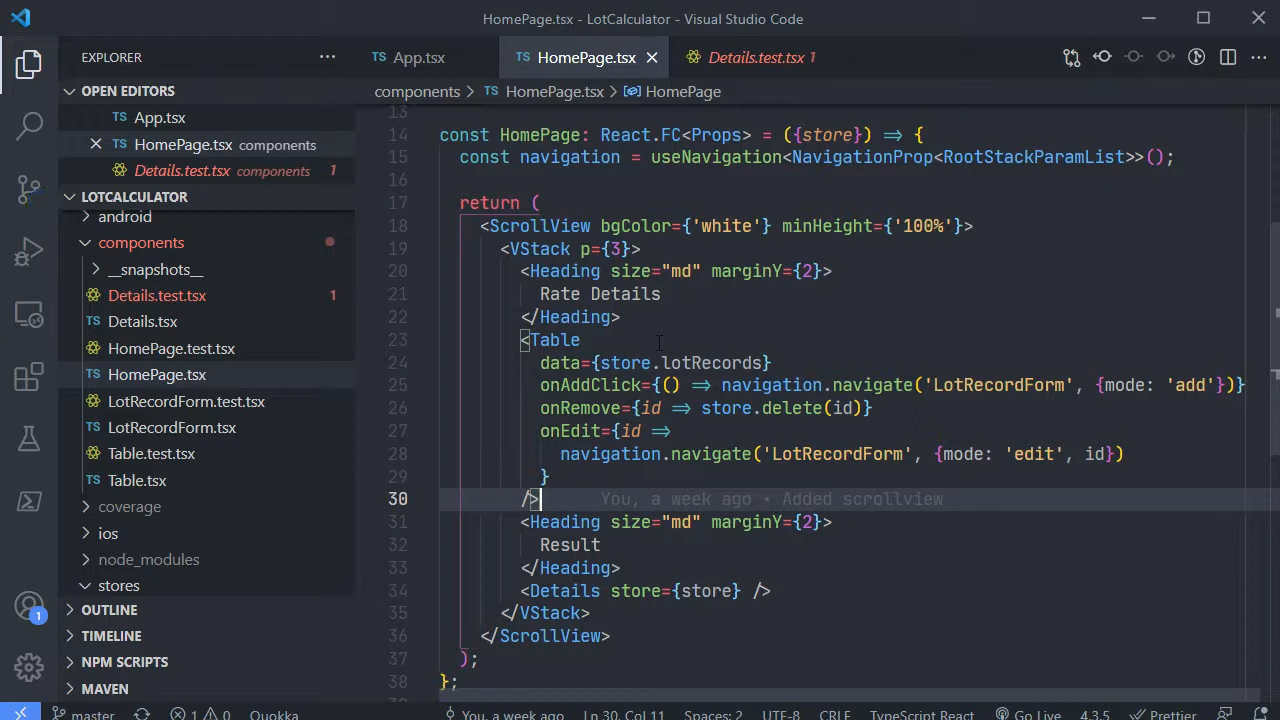 HomePage.tsx - LotCalculator - Visual Studio Code
EXPLORER
OPEN EDITORS
TS App.tsx
TS HomePage.tsx components
Details.test.tsx components 1
LOTCALCULATOR
android
components
__snapshots__
Details.test.tsx 1
TS Details.tsx
HomePage.test.tsx
TS HomePage.tsx
LotRecordForm.test.tsx
TS LotRecordForm.tsx
Table.test.tsx
TS Table.tsx
coverage
ios
node_modules
stores
OUTLINE
TIMELINE
NPM SCRIPTS
MAVEN
1
TS App.tsx TS HomePage.tsx Details.test.tsx 1
components > TS HomePage.tsx > HomePage
13
14 const HomePage: React.FC<Props> = ({store}) => {
15 const navigation = useNavigation<NavigationProp<RootStackParamList>>();
16
17 return (
18 <ScrollView bgColor={'white'} minHeight={'100%'}>
19 <VStack p={3}>
20 <Heading size="md" marginY={2}>
21 Rate Details
22 </Heading>
23 <Table
24 data={store.lotRecords}
25 onAddClick={() => navigation.navigate('LotRecordForm', {mode: 'add'})}
26 onRemove={id => store.delete(id)}
27 onEdit={id =>
28 navigation.navigate('LotRecordForm', {mode: 'edit', id})
29 }
30 /> You, a week ago • Added scrollview
31 <Heading size="md" marginY={2}>
32 Result
33 </Heading>
34 <Details store={store} />
35 </VStack>
36 </ScrollView>
37 );
38 };
master 1 0 Quokka You, a week ago Ln 30, Col 11 Spaces: 2 UTF-8 CRLF TypeScript React Go Live 4.3.5 Prettier